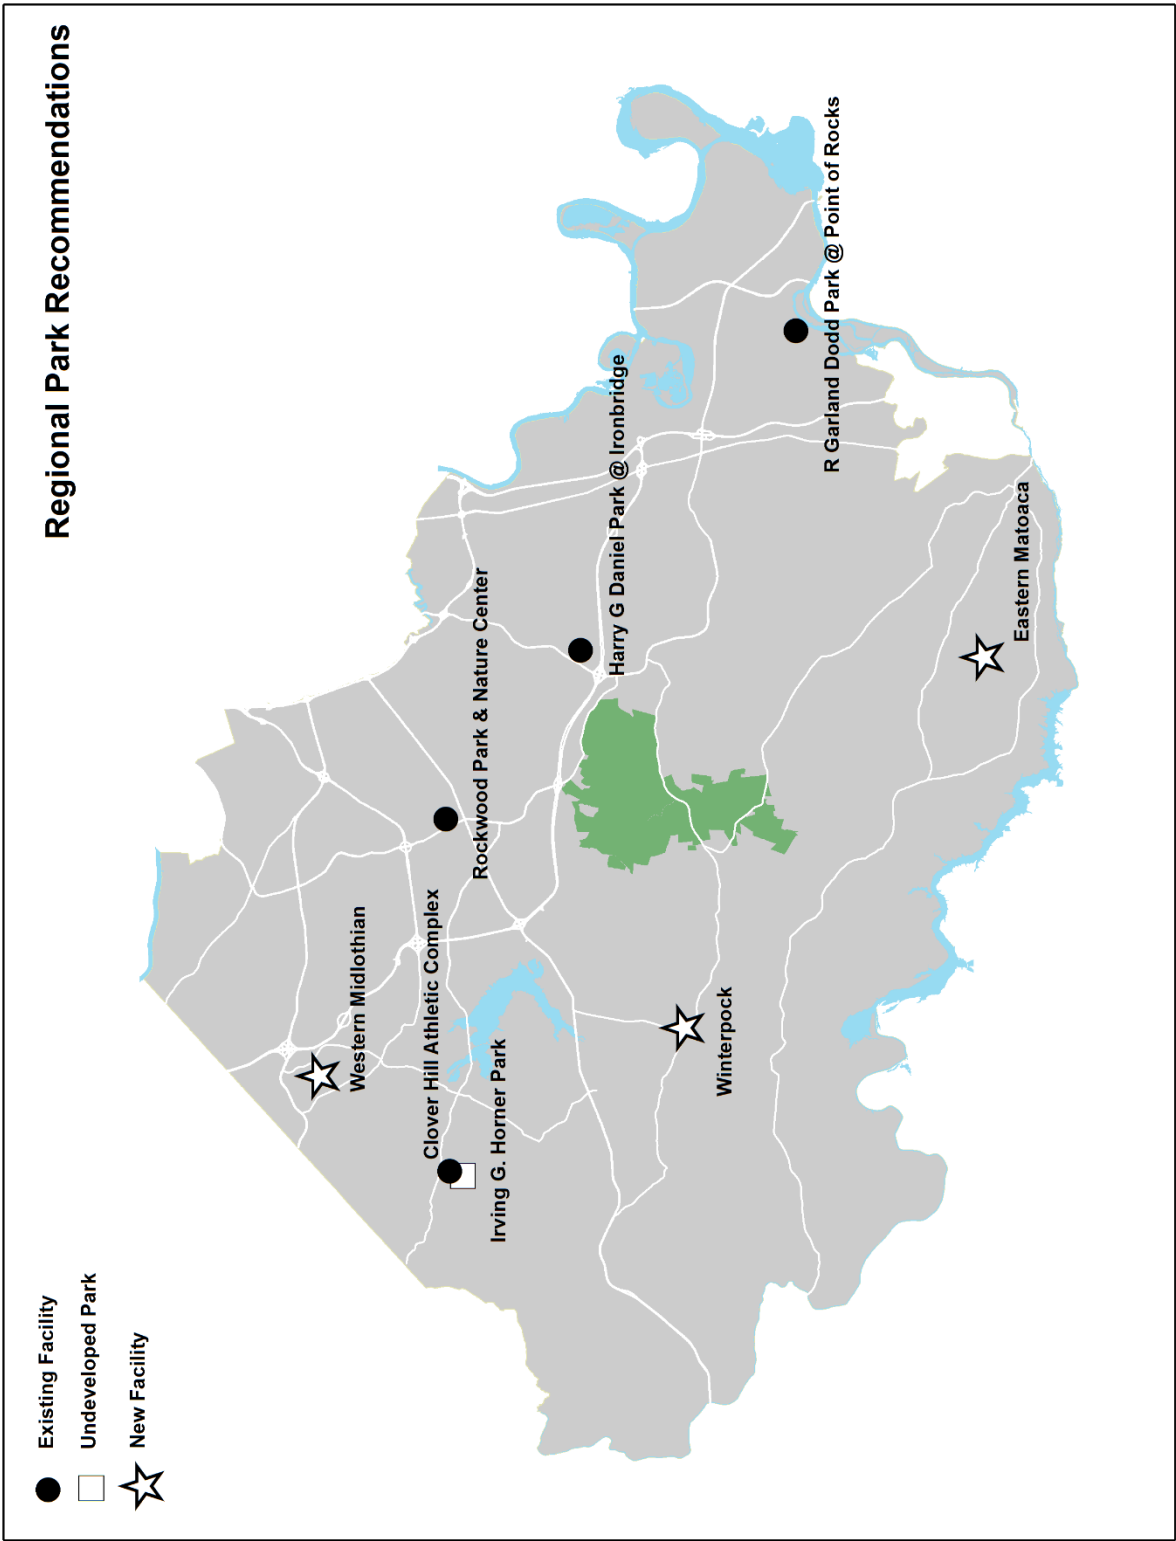 Regional Park Recommendations
Existing Facility
Undeveloped Park
New Facility
Western Midlothian
Clover Hill Athletic Complex
Rockwood Park & Nature Center
Irving G. Horner Park
Harry G Daniel Park @ Ironbridge
Winterpock
R Garland Dodd Park @ Point of Rocks
Eastern Matoaca